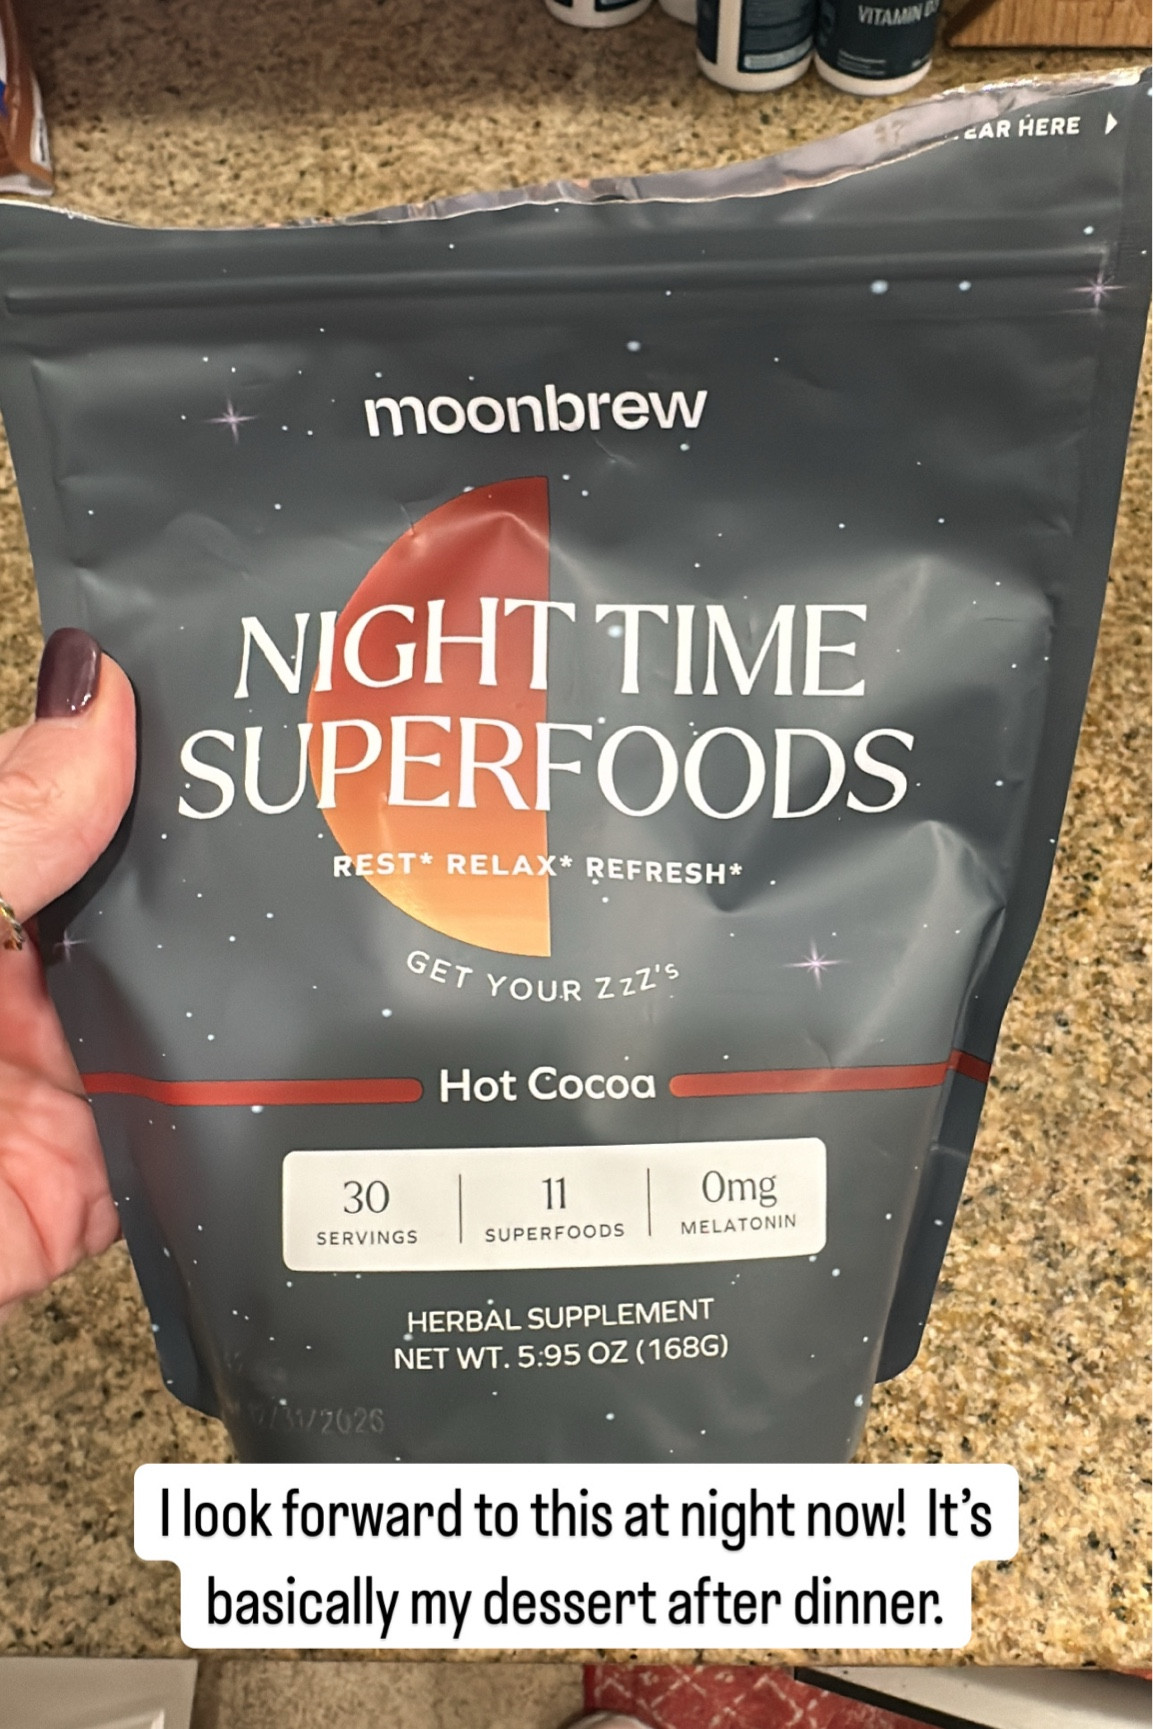 VITAMIN
HERE
moonbrew
NIGHT TIME
SUPERFOODS
REST* RELAX* REFRESH*
GET YOUR ZzZ's
Hot Cocoa
30
SERVINGS
11
SUPERFOODS
0mg
MELATONIN
HERBAL SUPPLEMENT
NET WT. 5.95 OZ (168G)
I look forward to this at night now! It's
basically my dessert after dinner.